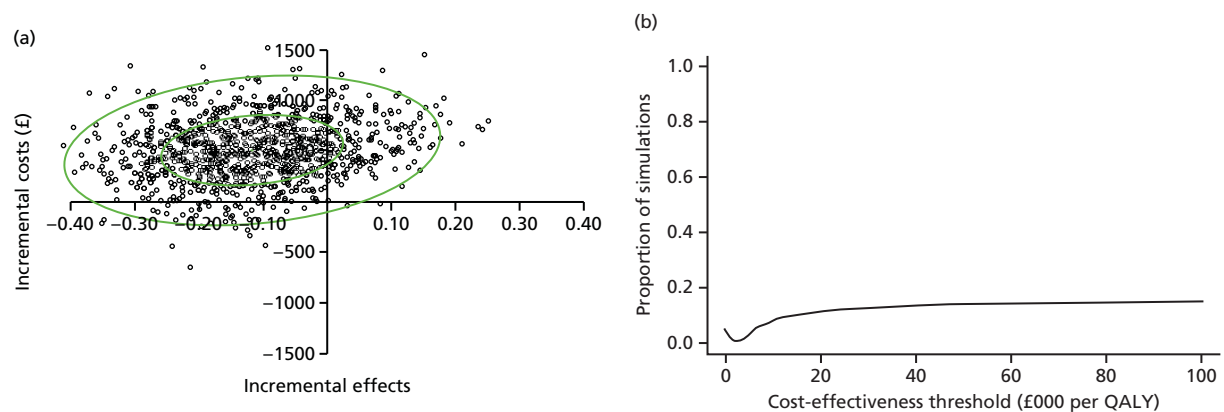 (a)
1500
1000
Incremental costs (£)
−0.40 −0.30 −0.20 −0.10 0.10 0.20 0.30 0.40
−500
−1000
−1500
Incremental effects
(b)
1.0
0.8
0.6
0.4
0.2
0.0
Proportion of simulations
0 20 40 60 80 100
Cost-effectiveness threshold (£000 per QALY)